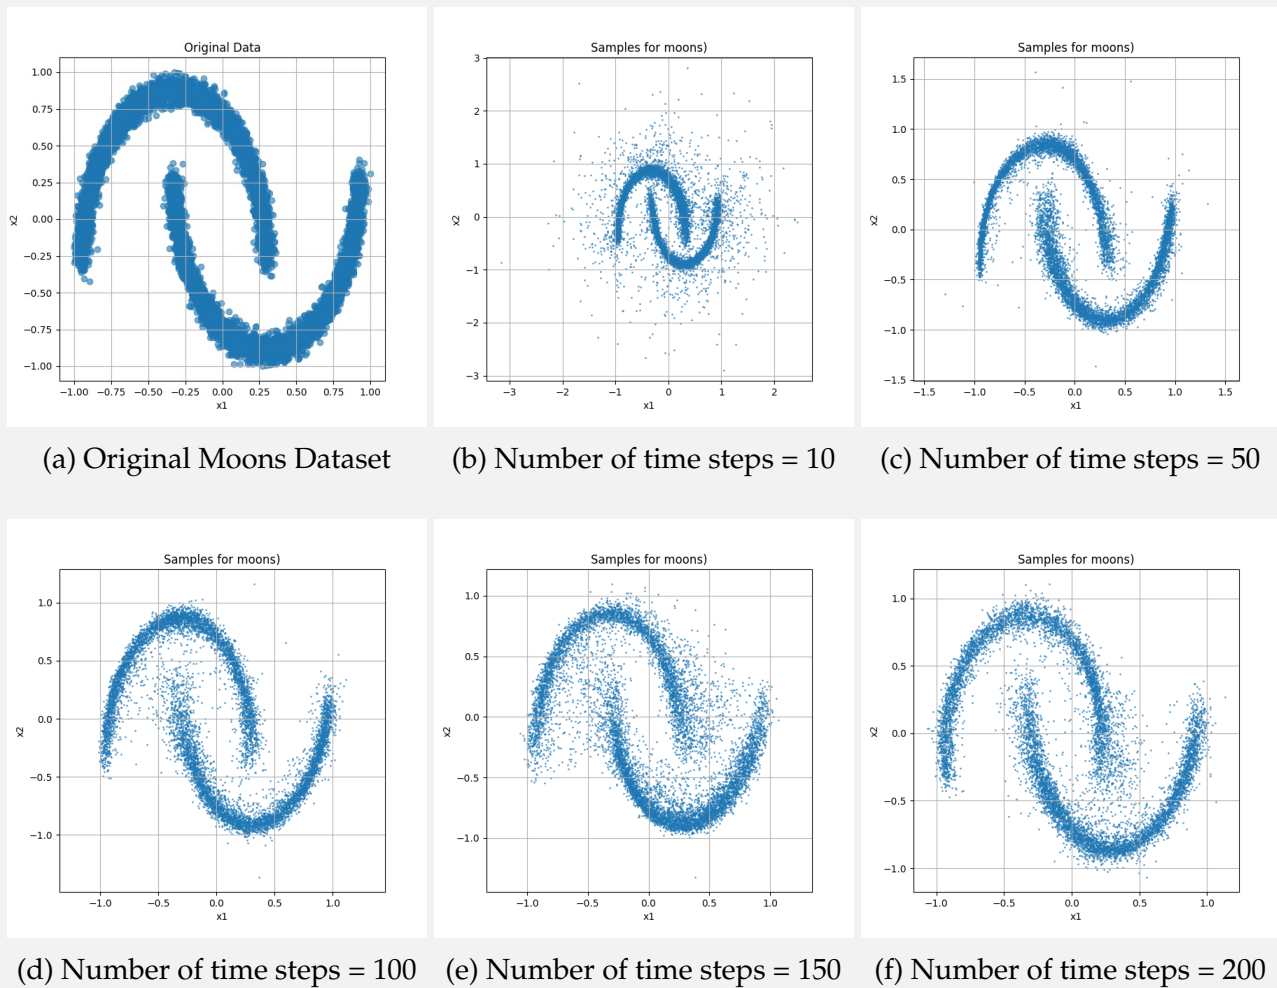 Original Data
1.00
0.75
0.50
0.25
0.00
−0.25
−0.50
−0.75
−1.00
x2
−1.00 −0.75 −0.50 −0.25 0.00 0.25 0.50 0.75 1.00
x1
(a) Original Moons Dataset
Samples for moons)
3
2
1
0
−1
−2
−3
x2
−3 −2 −1 0 1 2
x1
(b) Number of time steps = 10
Samples for moons)
1.5
1.0
0.5
0.0
−0.5
−1.0
−1.5
x2
−1.5 −1.0 −0.5 0.0 0.5 1.0 1.5
x1
(c) Number of time steps = 50
Samples for moons)
1.0
0.5
0.0
−0.5
−1.0
x2
−1.0 −0.5 0.0 0.5 1.0
x1
(d) Number of time steps = 100
Samples for moons)
1.0
0.5
0.0
−0.5
−1.0
x2
−1.0 −0.5 0.0 0.5 1.0
x1
(e) Number of time steps = 150
Samples for moons)
1.0
0.5
0.0
−0.5
−1.0
x2
−1.0 −0.5 0.0 0.5 1.0
x1
(f) Number of time steps = 200